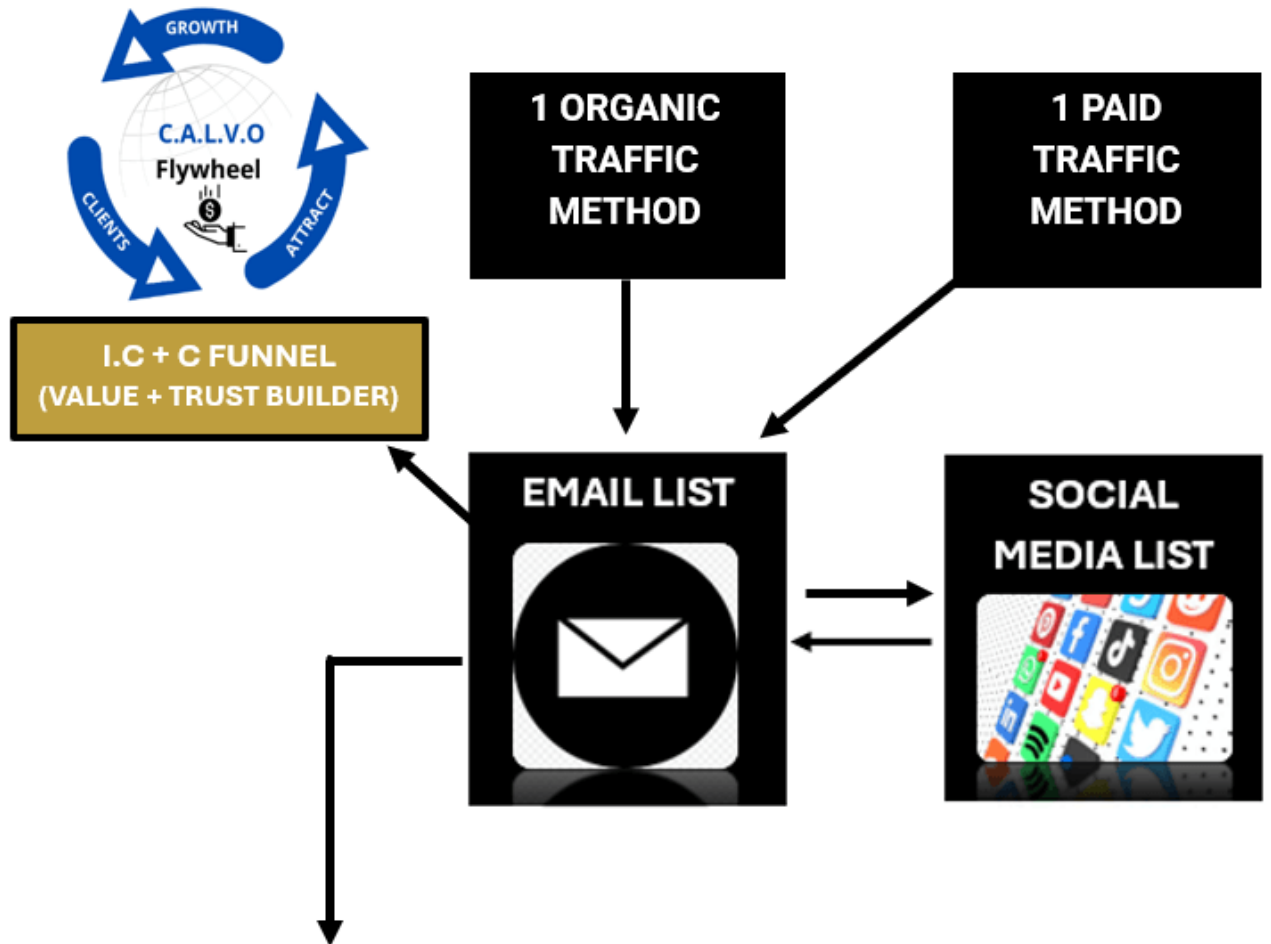 GROWTH
C.A.L.V.O
Flywheel
$
CLIENTS
ATTRACT
1 ORGANIC
TRAFFIC
METHOD
1 PAID
TRAFFIC
METHOD
I.C + C FUNNEL
(VALUE + TRUST BUILDER)
EMAIL LIST
SOCIAL
MEDIA LIST